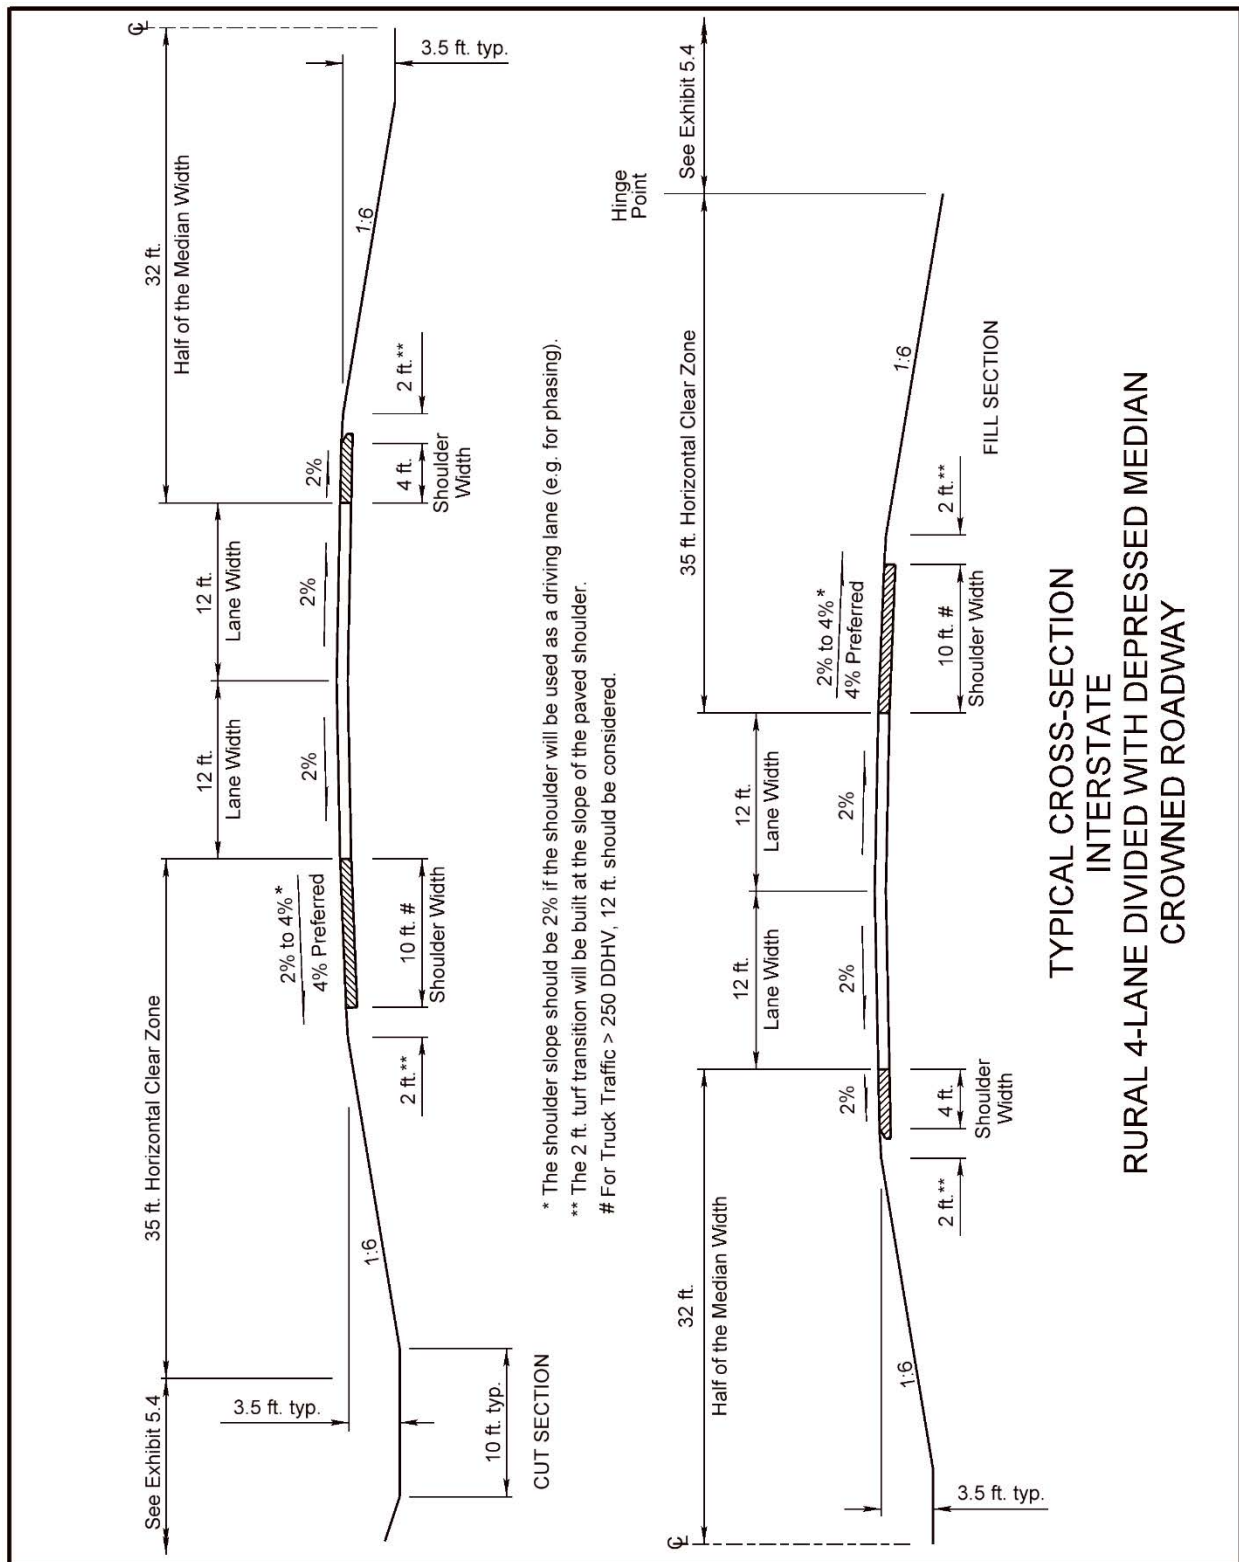 ℄
32 ft.
Half of the Median Width
3.5 ft. typ.
1:6
2 ft.**
4 ft.
Shoulder
Width
2%
12 ft.
Lane Width
2%
12 ft.
Lane Width
2%
35 ft. Horizontal Clear Zone
2% to 4%*
4% Preferred
10 ft. #
Shoulder Width
2 ft.**
1:6
See Exhibit 5.4
3.5 ft. typ.
10 ft. typ.
CUT SECTION
* The shoulder slope should be 2% if the shoulder will be used as a driving lane (e.g. for phasing).
** The 2 ft. turf transition will be built at the slope of the paved shoulder.
# For Truck Traffic > 250 DDHV, 12 ft. should be considered.
See Exhibit 5.4
Hinge
Point
35 ft. Horizontal Clear Zone
1:6
FILL SECTION
2 ft.**
2% to 4%*
4% Preferred
10 ft. #
Shoulder Width
12 ft.
Lane Width
2%
12 ft.
Lane Width
2%
2%
4 ft.
Shoulder
Width
2 ft.**
32 ft.
Half of the Median Width
1:6
3.5 ft. typ.
℄
TYPICAL CROSS-SECTION
INTERSTATE
RURAL 4-LANE DIVIDED WITH DEPRESSED MEDIAN
CROWNED ROADWAY